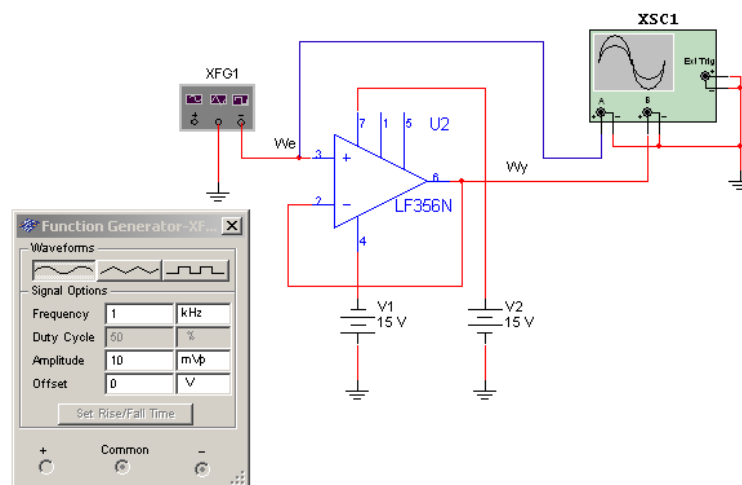 XSC1
XFG1
Ext Trig
+
-
A
B
+ - + -
+ -
7 1 5
U2
We
3 +
6
Wy
2 -
LF356N
4
V1
15 V
V2
15 V
Function Generator-XF... X
Waveforms
Signal Options
Frequency 1 kHz
Duty Cycle 50 %
Amplitude 10 mVp
Offset 0 V
Set Rise/Fall Time
+ Common -